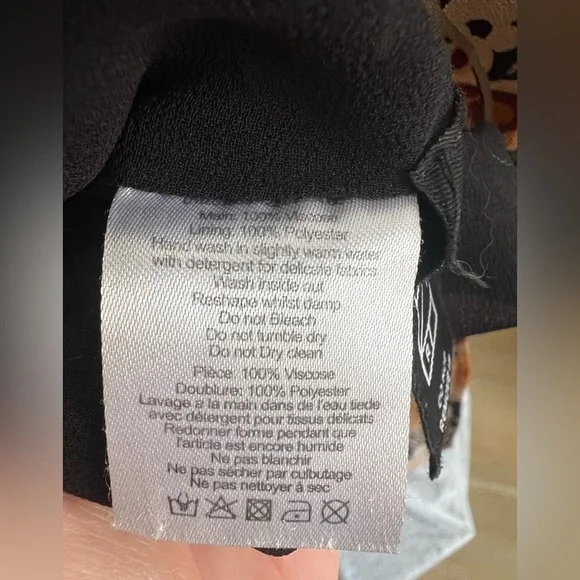 Main: 100% Viscose
Lining: 100% Polyester
Hand wash in slightly warm water
with detergent for delicate fabrics
Wash inside out
Reshape whilst damp
Do not Bleach
Do not tumble dry
Do not Dry clean
Pièce: 100% Viscose
Doublure: 100% Polyester
Lavage a la main dans de l'eau tiede
avec détergent pour tissus délicats
Redonner forme pendant que
l'article est encore humide
Ne pas blanchir
Ne pas sécher par culbutage
Ne pas nettoyer à sec